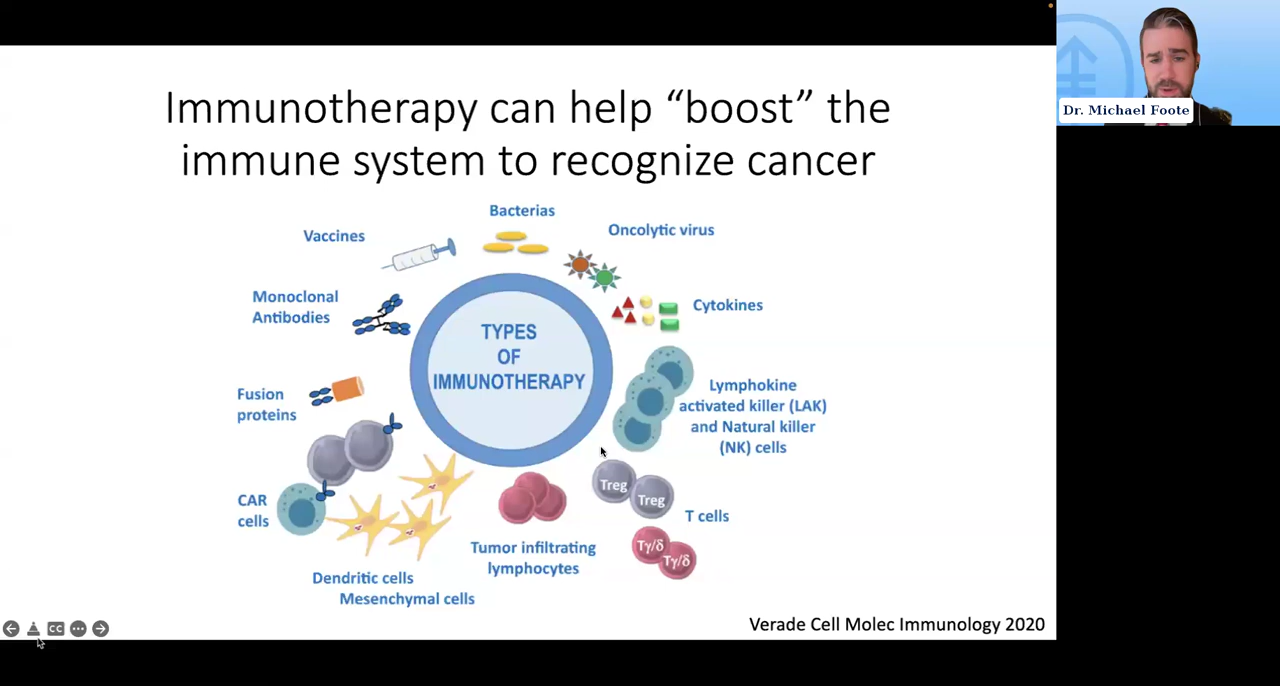 Immunotherapy can help “boost” the
immune system to recognize cancer
Bacterias
Oncolytic virus
Vaccines
Monoclonal
Antibodies
Cytokines
TYPES
OF
IMMUNOTHERAPY
Fusion
proteins
Lymphokine
activated killer (LAK)
and Natural killer
(NK) cells
CAR
cells
Treg
Treg
T cells
Tγ/δ
Tγ/δ
Tumor infiltrating
lymphocytes
Dendritic cells
Mesenchymal cells
Verade Cell Molec Immunology 2020
CC
Dr. Michael Foote